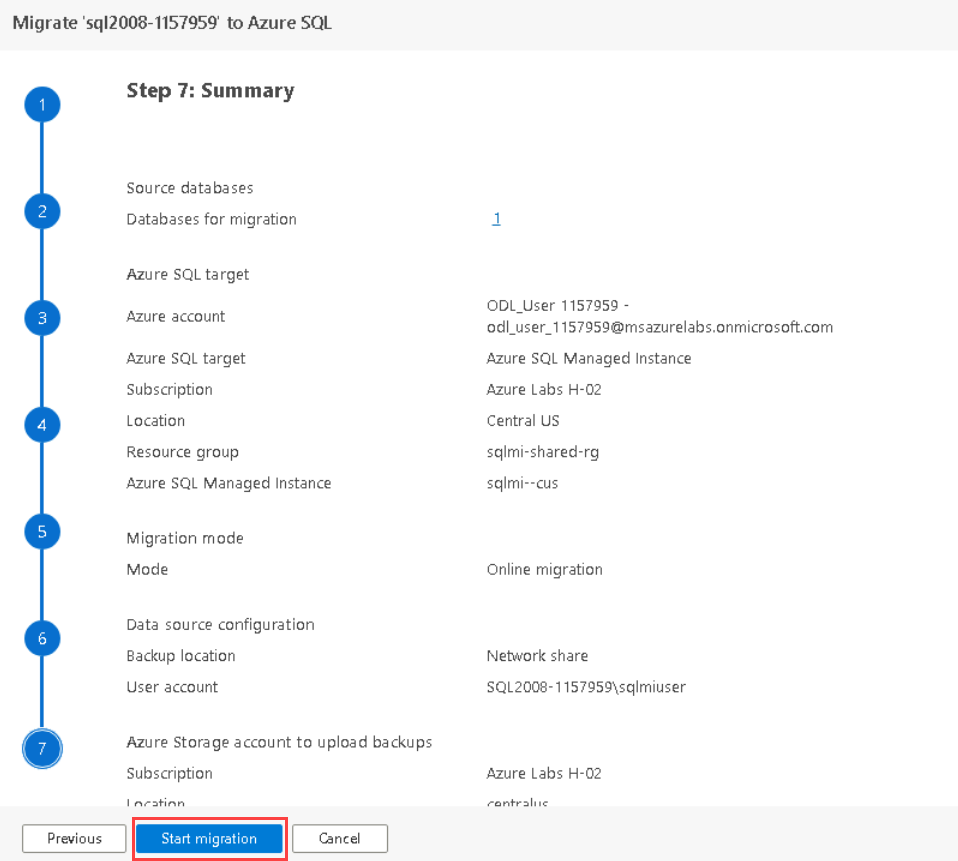 Migrate 'sql2008-1157959' to Azure SQL
Step 7: Summary
1
Source databases
2
Databases for migration 1
Azure SQL target
3
Azure account ODL_User 1157959 -
odl_user_1157959@msazurelabs.onmicrosoft.com
Azure SQL target Azure SQL Managed Instance
Subscription Azure Labs H-02
4
Location Central US
Resource group sqlmi-shared-rg
Azure SQL Managed Instance sqlmi--cus
5
Migration mode
Mode Online migration
Data source configuration
6
Backup location Network share
User account SQL2008-1157959\sqlmiuser
7
Azure Storage account to upload backups
Subscription Azure Labs H-02
Location centralus
Previous Start migration Cancel